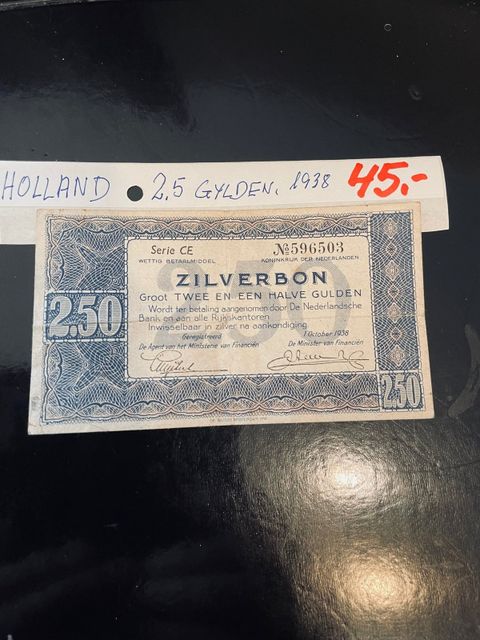 HOLLAND • 2,5 GYLDEN. 1938 45.-
Serie CE № 596503
WETTIG BETAALMIDDEL KONINKRIJK DER NEDERLANDEN
ZILVERBON
Groot TWEE EN EEN HALVE GULDEN
Wordt ter betaling aangenomen door De Nederlandsche
Bank en aan alle Rijkskantoren
Inwisselbaar in zilver na aankondiging
Geregistreerd 1 October 1938
De Agent van het Ministerie van Financiën De Minister van Financiën
2.50
2.50